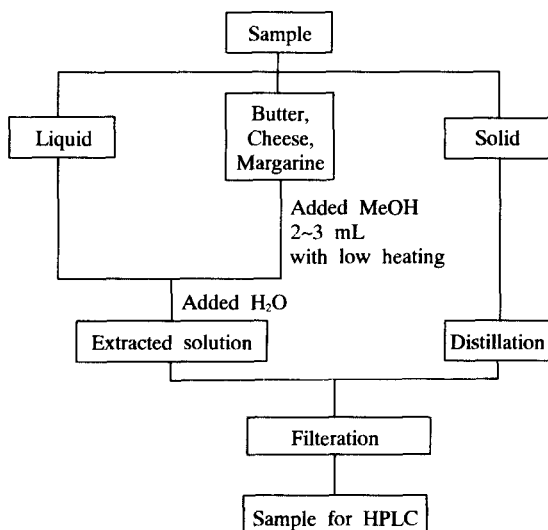 Sample
Liquid
Butter,
Cheese,
Margarine
Solid
Added MeOH
2~3 mL
with low heating
Added H₂O
Extracted solution
Distillation
Filteration
Sample for HPLC